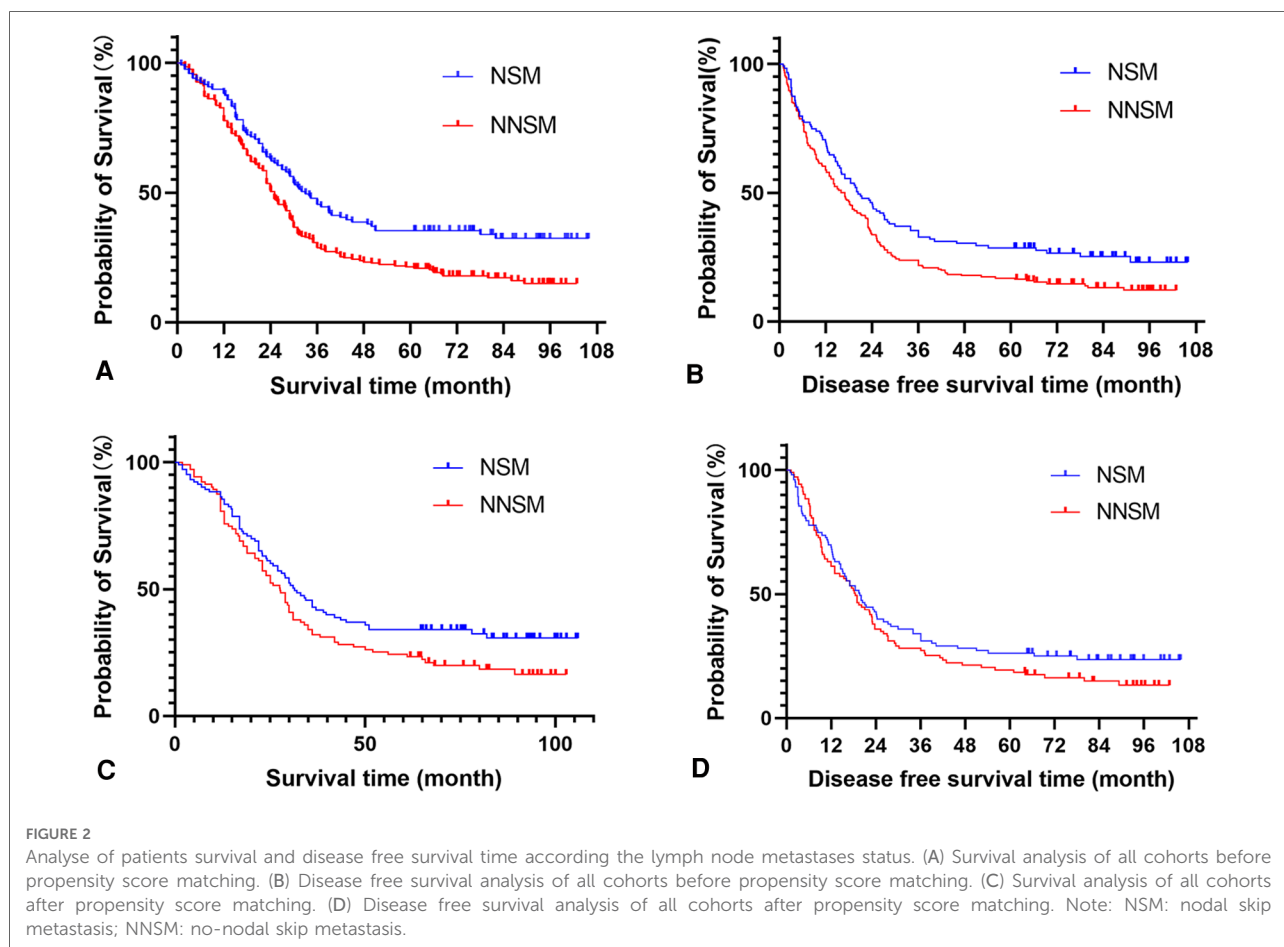 100
50
0
Probability of Survival (%)
NSM
NNSM
0 12 24 36 48 60 72 84 96 108
Survival time (month)
A
100
50
0
Probability of Survival(%)
NSM
NNSM
0 12 24 36 48 60 72 84 96 108
Disease free survival time (month)
B
100
50
0
Probability of Survival (%)
NSM
NNSM
0 50 100
Survival time (month)
C
100
50
0
Probability of Survival (%)
NSM
NNSM
0 12 24 36 48 60 72 84 96 108
Disease free survival time (month)
D
FIGURE 2
Analyse of patients survival and disease free survival time according the lymph node metastases status. (A) Survival analysis of all cohorts before
propensity score matching. (B) Disease free survival analysis of all cohorts before propensity score matching. (C) Survival analysis of all cohorts
after propensity score matching. (D) Disease free survival analysis of all cohorts after propensity score matching. Note: NSM: nodal skip
metastasis; NNSM: no-nodal skip metastasis.